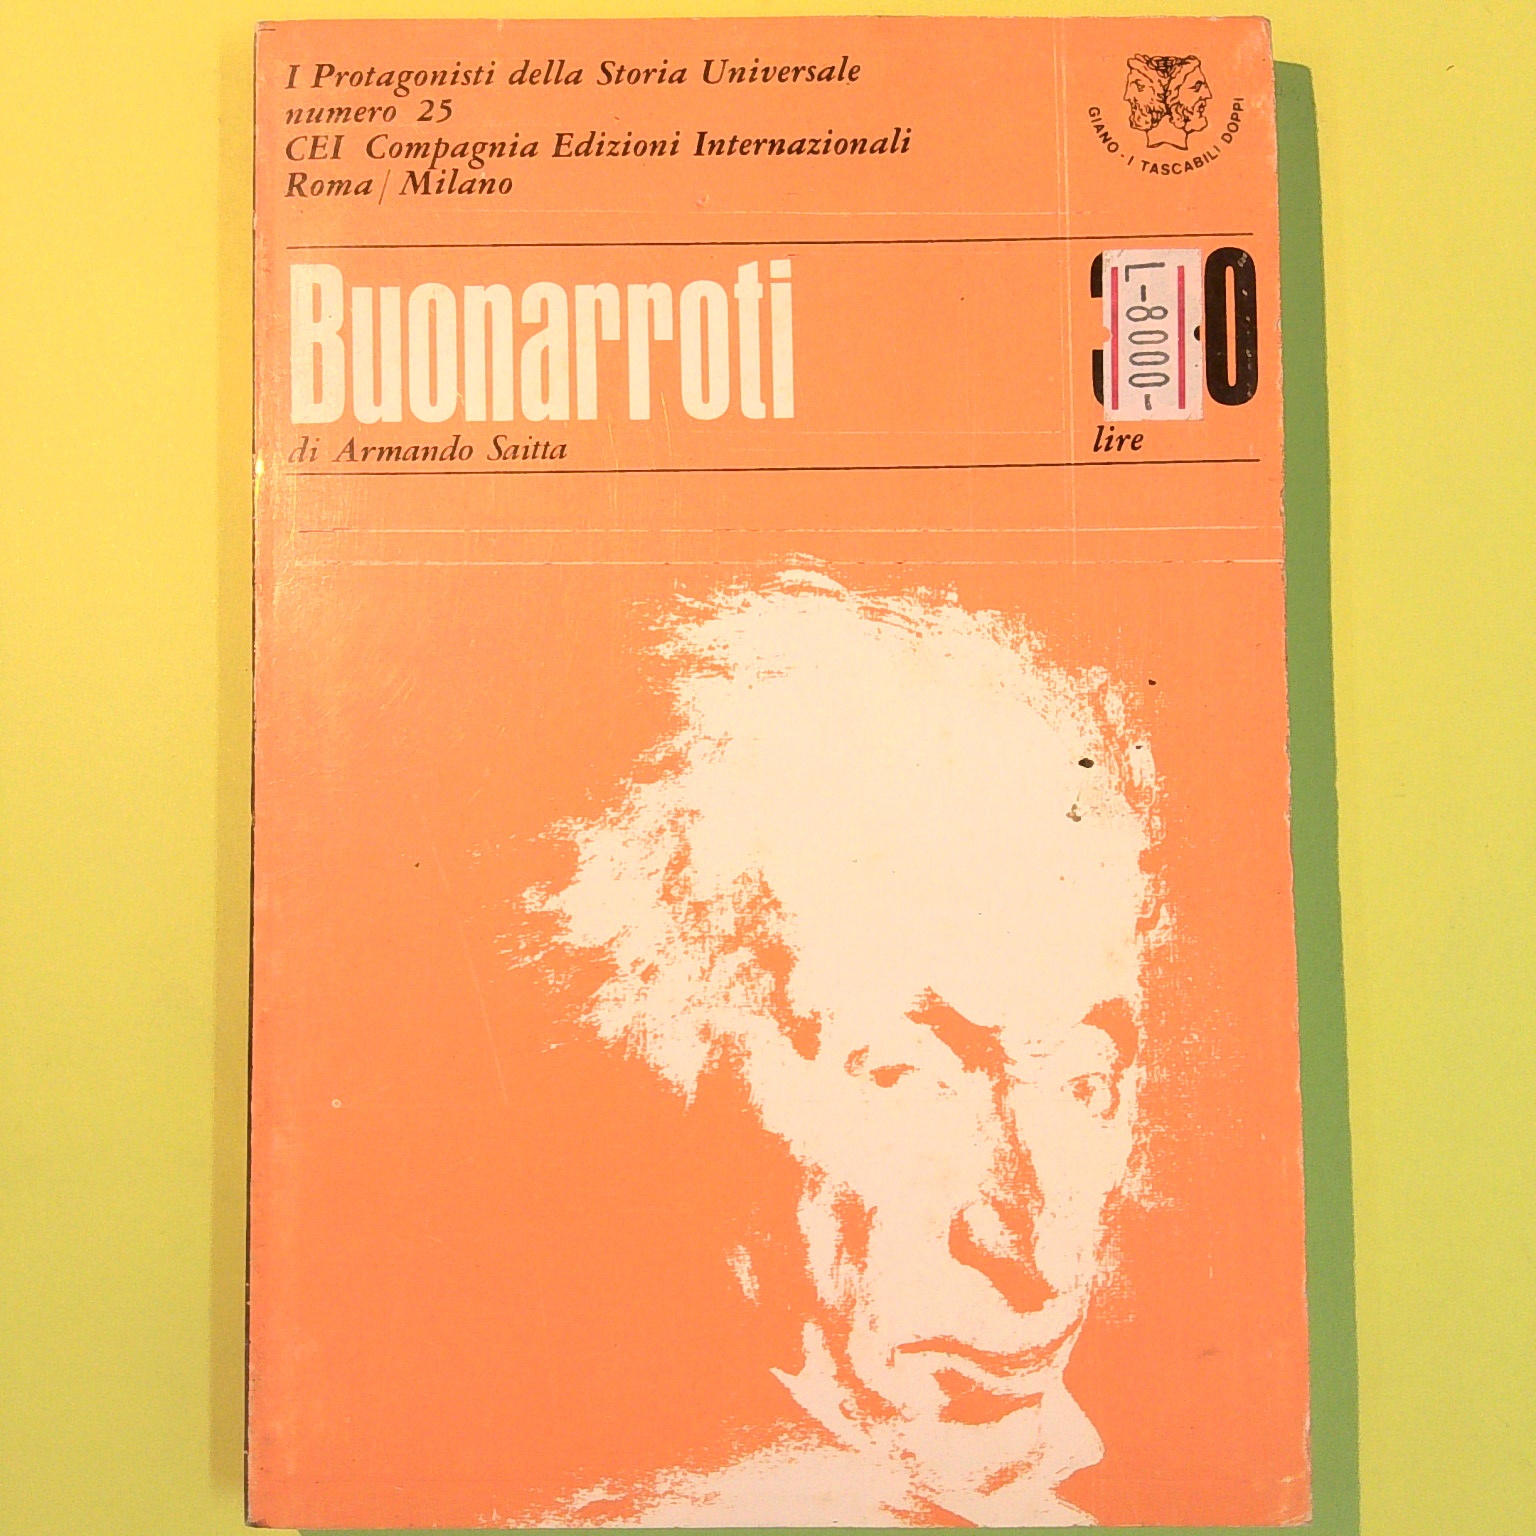 I Protagonisti della Storia Universale
numero 25
CEI Compagnia Edizioni Internazionali
Roma / Milano
GIANO - I TASCABILI DOPPI
Buonarroti
L-8000-
di Armando Saitta
lire